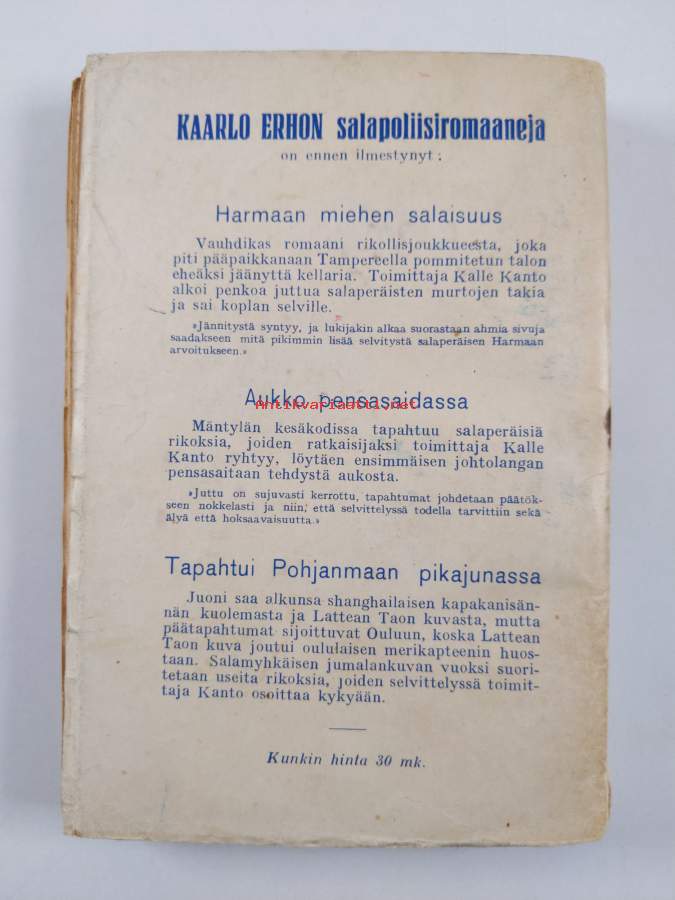 KAARLO ERHON salapoliisiromaaneja
on ennen ilmestynyt:
Harmaan miehen salaisuus
Vauhdikas romaani rikollisjoukkueesta, joka
piti pääpaikkanaan Tampereella pommitetun talon
eheäksi jäänyttä kellaria. Toimittaja Kalle Kanto
alkoi penkoa juttua salaperäisten murtojen takia
ja sai koplan selville.
»Jännitystä syntyy, ja lukijakin alkaa suorastaan ahmia sivuja
saadakseen mitä pikimmin lisää selvitystä salaperäisen Harmaan
arvoitukseen.»
Aukko pensasaidassa
Antikvariaatti.net
Mäntylän kesäkodissa tapahtuu salaperäisiä
rikoksia, joiden ratkaisijaksi toimittaja Kalle
Kanto ryhtyy, löytäen ensimmäisen johtolangan
pensasaitaan tehdystä aukosta.
»Juttu on sujuvasti kerrottu, tapahtumat johdetaan päätök-
seen nokkelasti ja niin, että selvittelyssä todella tarvittiin sekä
älyä että hoksaavaisuutta.»
Tapahtui Pohjanmaan pikajunassa
Juoni saa alkunsa shanghailaisen kapakanisän-
nän kuolemasta ja Lattean Taon kuvasta, mutta
päätapahtumat sijoittuvat Ouluun, koska Lattean
Taon kuva joutui oululaisen merikapteenin huos-
taan. Salamyhkäisen jumalankuvan vuoksi suori-
tetaan useita rikoksia, joiden selvittelyssä toimit-
taja Kanto osoittaa kykyään.
Kunkin hinta 30 mk.